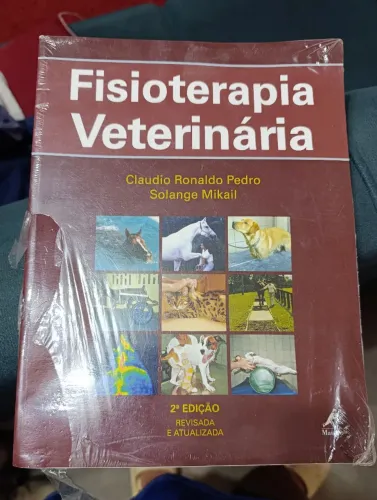 Fisioterapia
Veterinária
Claudio Ronaldo Pedro
Solange Mikail
2ª EDIÇÃO
REVISADA
E ATUALIZADA